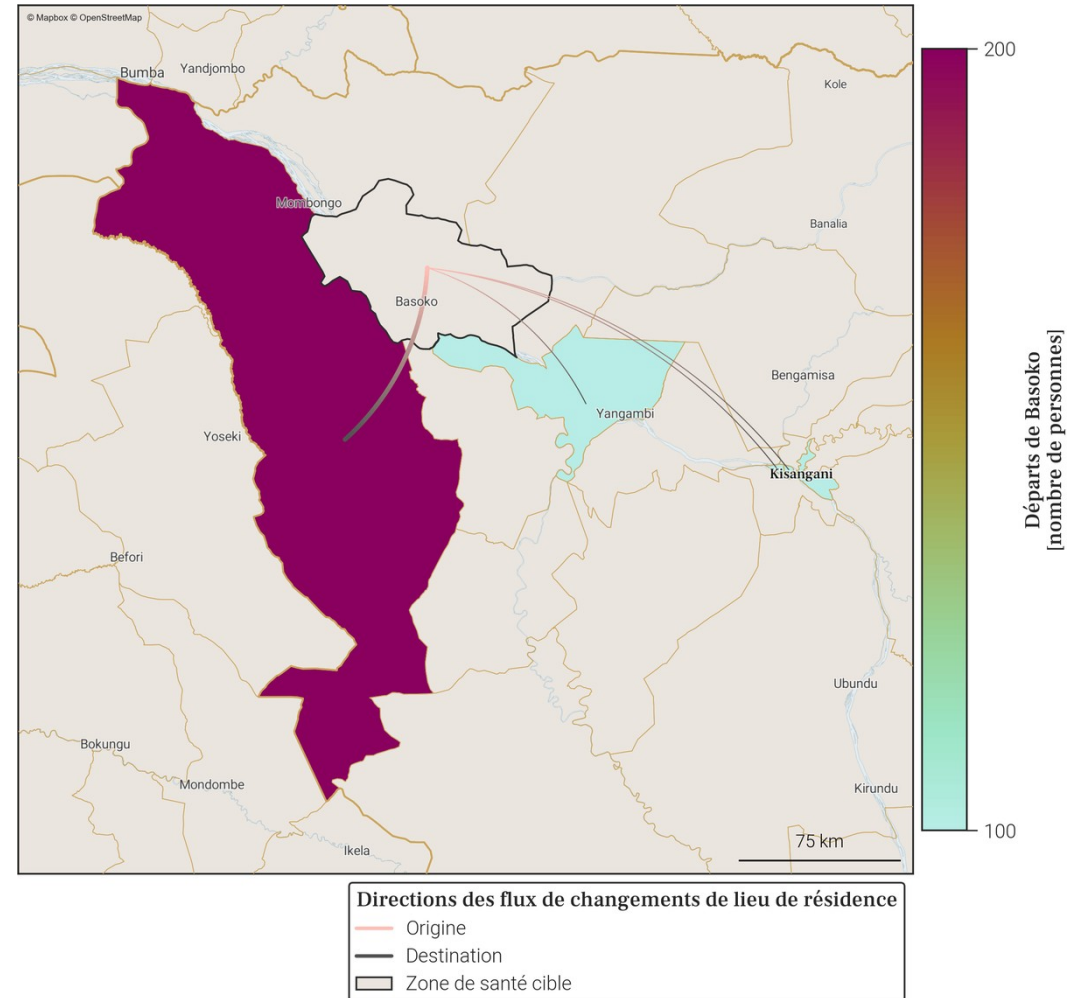 © Mapbox © OpenStreetMap
Bumba
Yandjombo
Kole
Mombongo
Banalia
Basoko
Bengamisa
Yangambi
Yoseki
Kisangani
Befori
Ubundu
Bokungu
Mondombe
Kirundu
Ikela
75 km
200
100
Départs de Basoko
[nombre de personnes]
Directions des flux de changements de lieu de résidence
Origine
Destination
Zone de santé cible